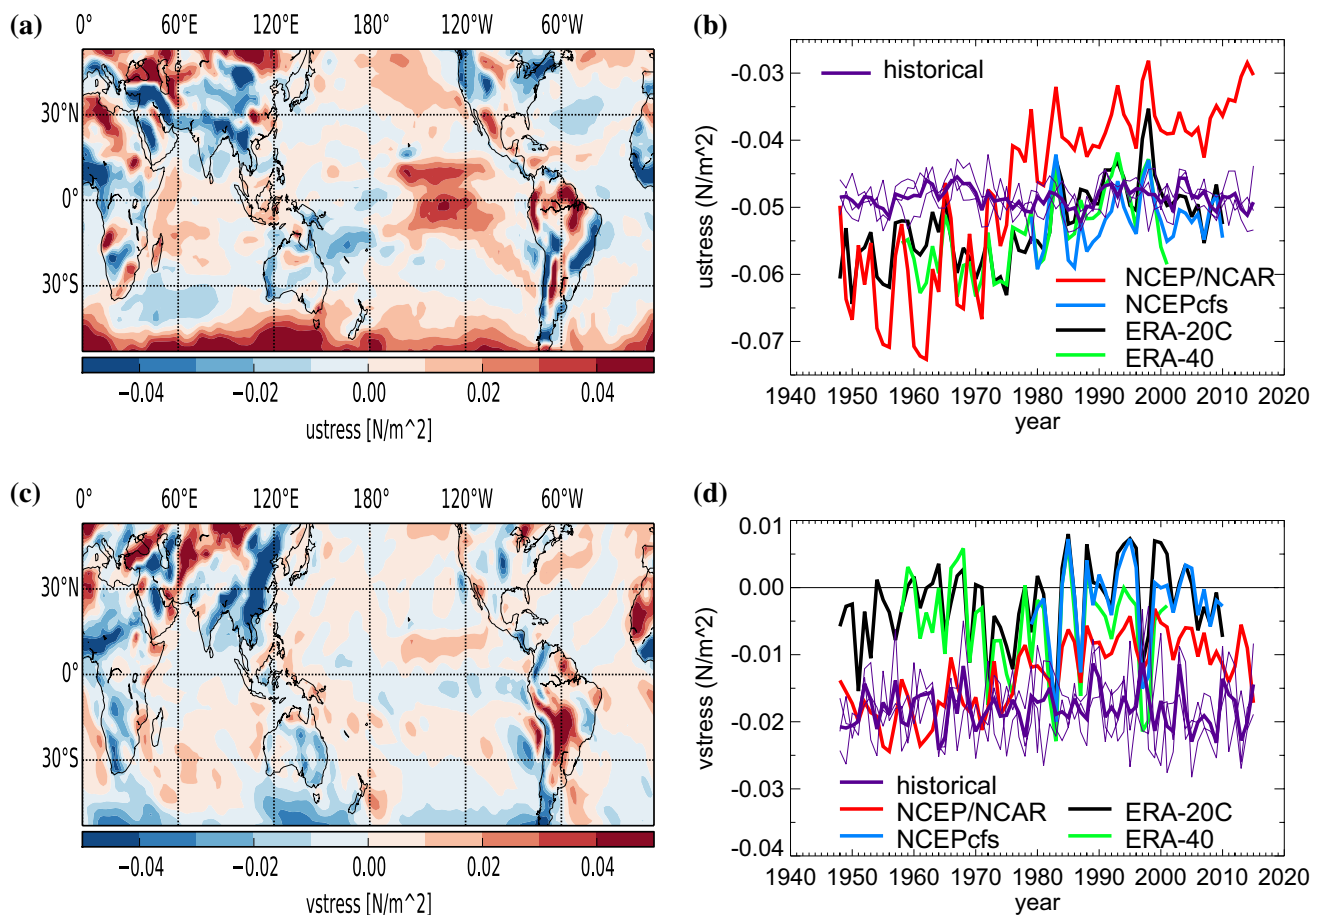 (a)
0° 60°E 120°E 180° 120°W 60°W
30°N
0°
30°S
−0.04 −0.02 0.00 0.02 0.04
ustress [N/m^2]
(b)
historical
-0.03
-0.04
-0.05
-0.06
-0.07
ustress (N/m^2)
NCEP/NCAR
NCEPcfs
ERA-20C
ERA-40
1940 1950 1960 1970 1980 1990 2000 2010 2020
year
(c)
0° 60°E 120°E 180° 120°W 60°W
30°N
0°
30°S
−0.04 −0.02 0.00 0.02 0.04
vstress [N/m^2]
(d)
0.01
0.00
-0.01
-0.02
-0.03
-0.04
vstress (N/m^2)
historical
NCEP/NCAR ERA-20C
NCEPcfs ERA-40
1940 1950 1960 1970 1980 1990 2000 2010 2020
year